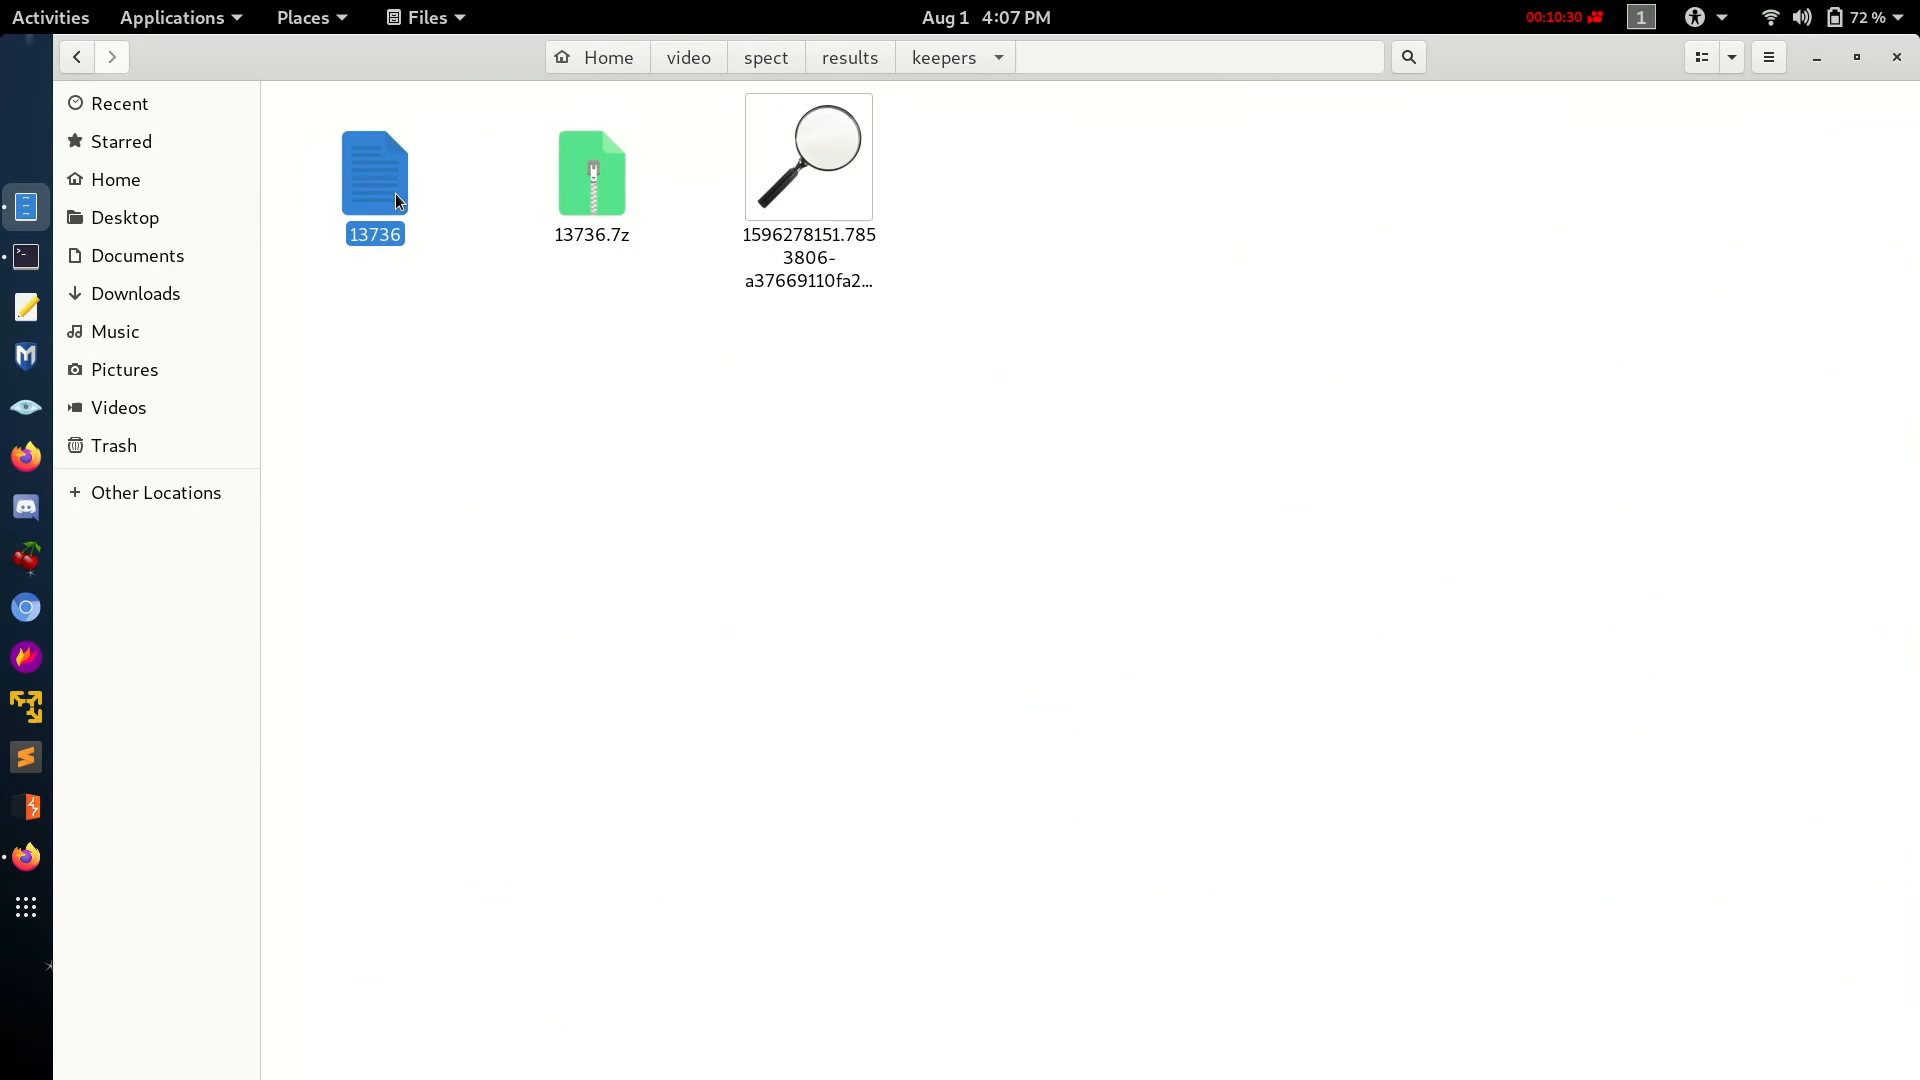 Activities Applications Places Files Aug 1 4:07 PM 00:10:30 1 72 %
Home video spect results keepers
Recent
Starred
Home
Desktop
Documents
Downloads
Music
Pictures
Videos
Trash
+ Other Locations
13736
13736.7z
1596278151.785
3806-
a37669110fa2...